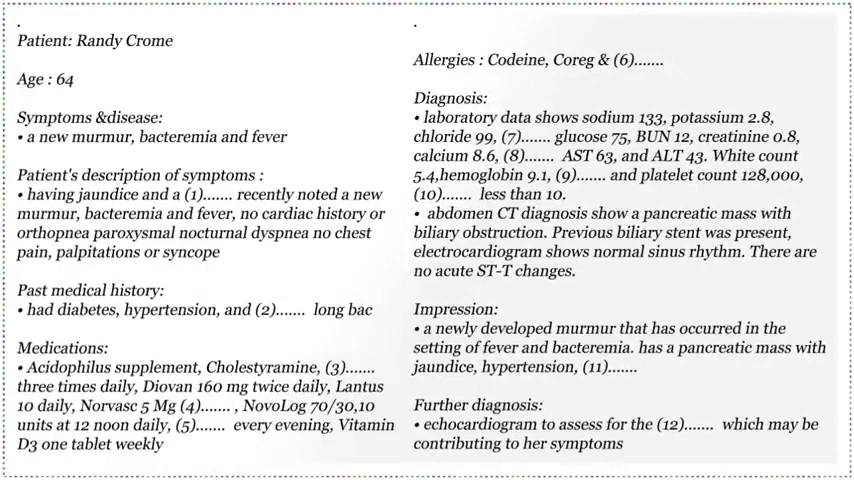 .
Patient: Randy Crome
Age : 64
Symptoms &disease:
• a new murmur, bacteremia and fever
Patient's description of symptoms :
• having jaundice and a (1)....... recently noted a new
murmur, bacteremia and fever, no cardiac history or
orthopnea paroxysmal nocturnal dyspnea no chest
pain, palpitations or syncope
Past medical history:
• had diabetes, hypertension, and (2)....... long bac
Medications:
• Acidophilus supplement, Cholestyramine, (3).......
three times daily, Diovan 160 mg twice daily, Lantus
10 daily, Norvasc 5 Mg (4)....... , NovoLog 70/30,10
units at 12 noon daily, (5)....... every evening, Vitamin
D3 one tablet weekly
.
Allergies : Codeine, Coreg & (6).......
Diagnosis:
• laboratory data shows sodium 133, potassium 2.8,
chloride 99, (7)....... glucose 75, BUN 12, creatinine 0.8,
calcium 8.6, (8)....... AST 63, and ALT 43. White count
5.4,hemoglobin 9.1, (9)....... and platelet count 128,000,
(10)....... less than 10.
• abdomen CT diagnosis show a pancreatic mass with
biliary obstruction. Previous biliary stent was present,
electrocardiogram shows normal sinus rhythm. There are
no acute ST-T changes.
Impression:
• a newly developed murmur that has occurred in the
setting of fever and bacteremia. has a pancreatic mass with
jaundice, hypertension, (11).......
Further diagnosis:
• echocardiogram to assess for the (12)....... which may be
contributing to her symptoms